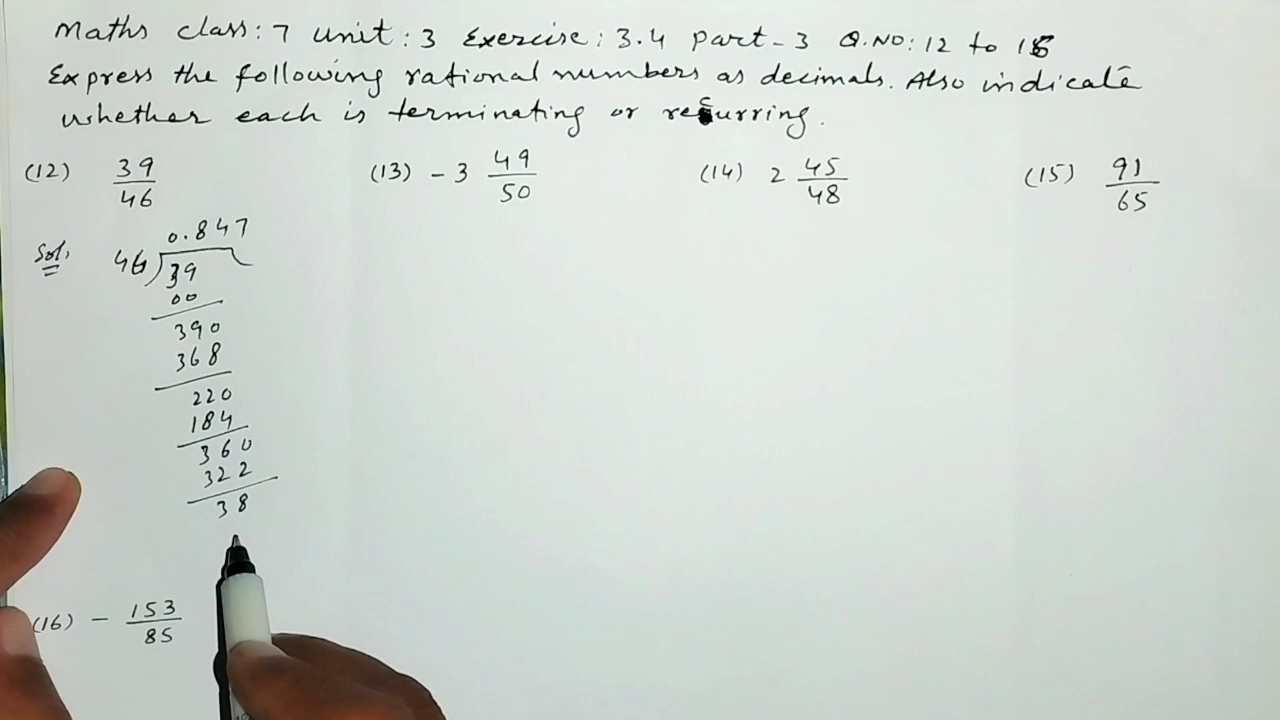 Maths class: 7 unit: 3 Exercise: 3.4 part-3 Q.NO: 12 to 16
Express the following rational numbers as decimals. Also indicate
whether each is terminating or recurring.
(12) 39/46 (13) -3 49/50 (14) 2 45/48 (15) 91/65
Sol:
0.847
46) 39
00
390
368
220
184
360
322
38
(16) - 153/85